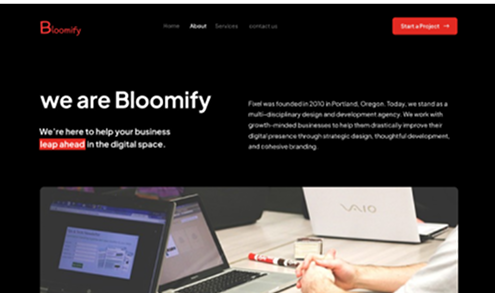 Bloomify
Home About Services contact us
Start a Project →
we are Bloomify
We're here to help your business
leap ahead in the digital space.
Fixel was founded in 2010 in Portland, Oregon. Today, we stand as a
multi-disciplinary design and development agency. We work with
growth-minded businesses to help them drastically improve their
digital presence through strategic design, thoughtful development,
and cohesive branding.
VAIO